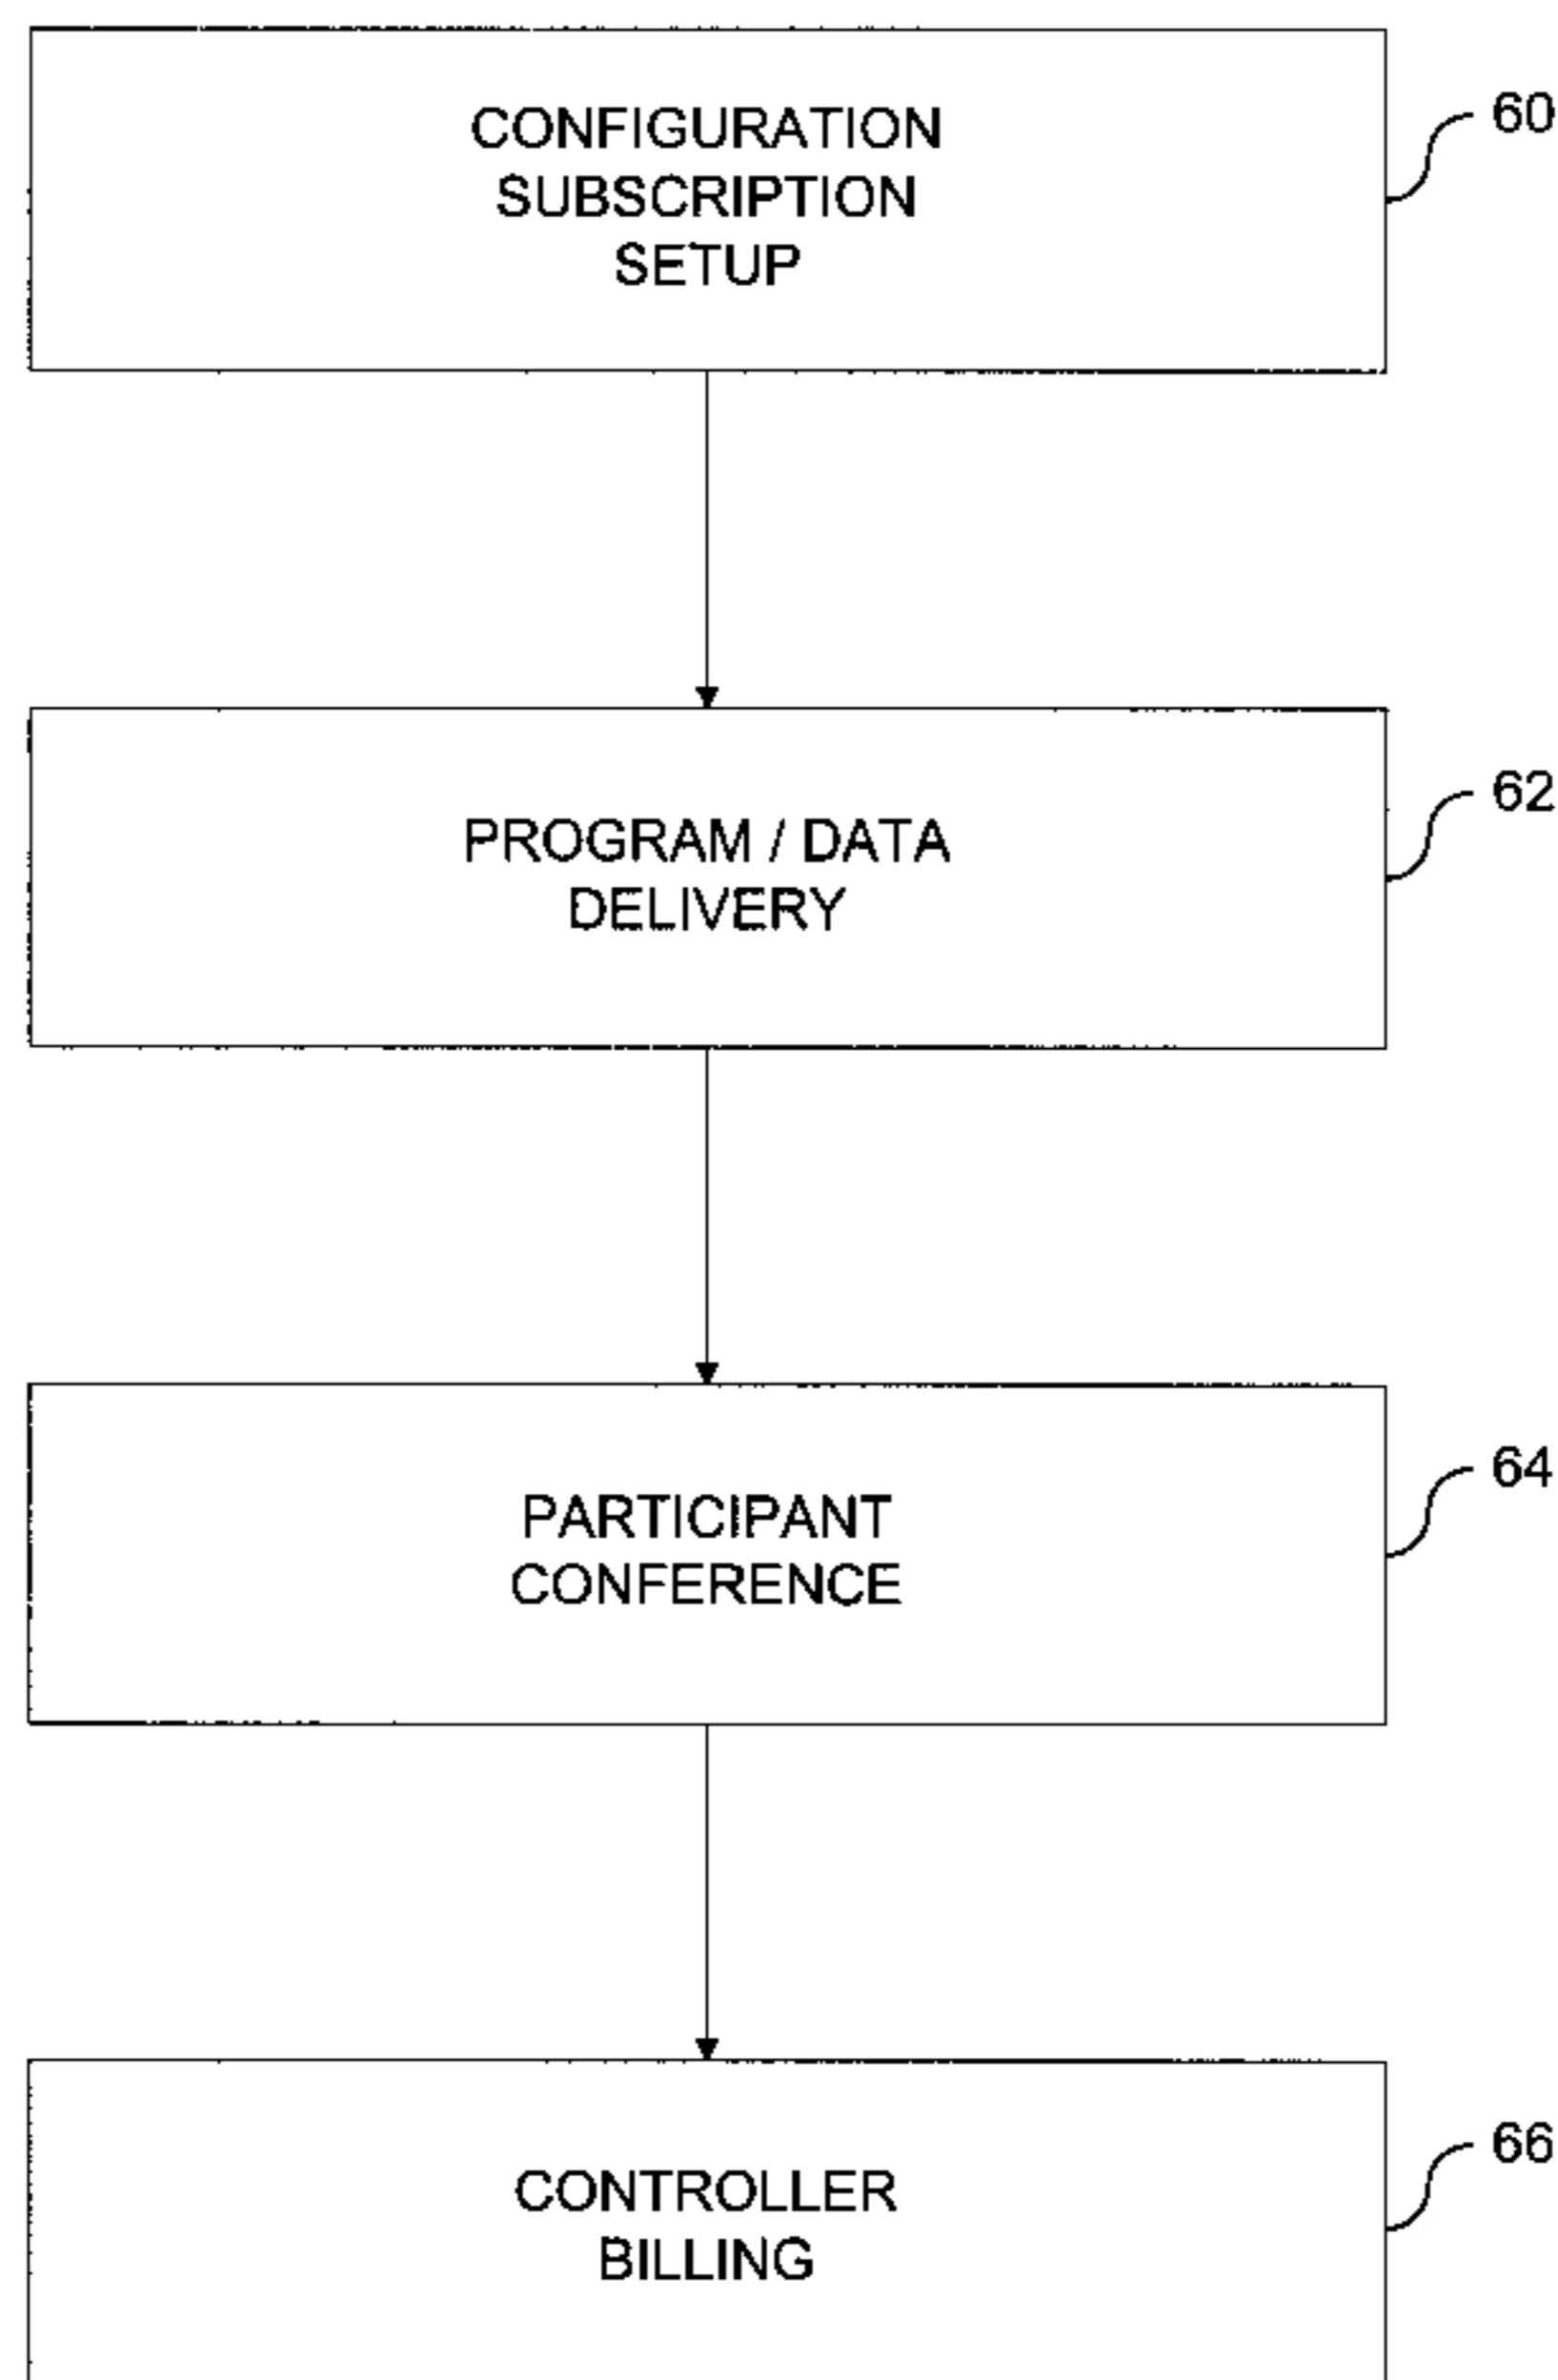 CONFIGURATION
SUBSCRIPTION
SETUP
60
PROGRAM / DATA
DELIVERY
62
PARTICIPANT
CONFERENCE
64
CONTROLLER
BILLING
66